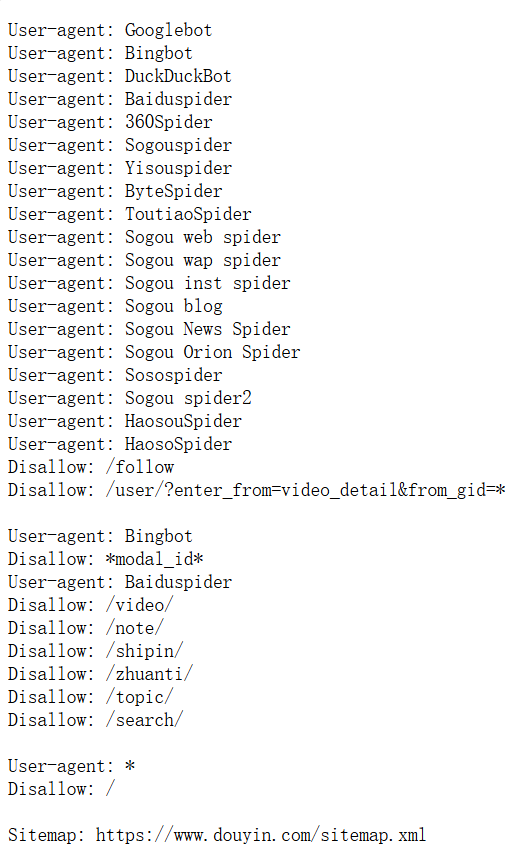 User-agent: Googlebot
User-agent: Bingbot
User-agent: DuckDuckBot
User-agent: Baiduspider
User-agent: 360Spider
User-agent: Sogouspider
User-agent: Yisouspider
User-agent: ByteSpider
User-agent: ToutiaoSpider
User-agent: Sogou web spider
User-agent: Sogou wap spider
User-agent: Sogou inst spider
User-agent: Sogou blog
User-agent: Sogou News Spider
User-agent: Sogou Orion Spider
User-agent: Sosospider
User-agent: Sogou spider2
User-agent: HaosouSpider
User-agent: HaosoSpider
Disallow: /follow
Disallow: /user/?enter_from=video_detail&from_gid=*

User-agent: Bingbot
Disallow: *modal_id*
User-agent: Baiduspider
Disallow: /video/
Disallow: /note/
Disallow: /shipin/
Disallow: /zhuanti/
Disallow: /topic/
Disallow: /search/

User-agent: *
Disallow: /

Sitemap: https://www.douyin.com/sitemap.xml